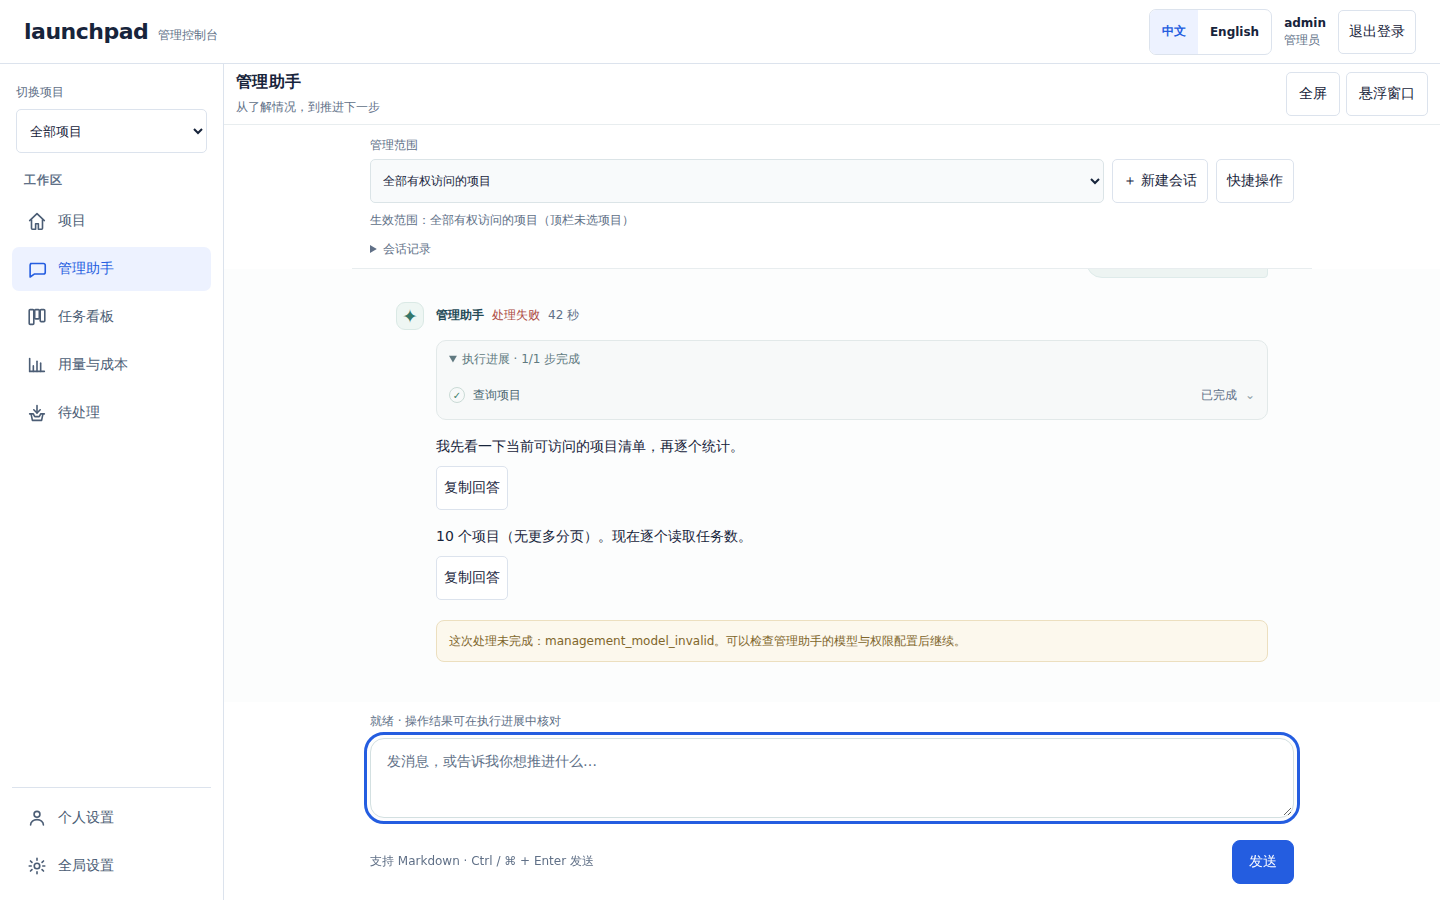 launchpad 管理控制台
中文 English
admin
管理员
退出登录
切换项目
全部项目
工作区
项目
管理助手
任务看板
用量与成本
待处理
个人设置
全局设置
管理助手
从了解情况，到推进下一步
全屏 悬浮窗口
管理范围
全部有权访问的项目
+ 新建会话 快捷操作
生效范围：全部有权访问的项目（顶栏未选项目）
▶ 会话记录
管理助手 处理失败 42 秒
▼ 执行进展 · 1/1 步完成
✓ 查询项目 已完成
我先看一下当前可访问的项目清单，再逐个统计。
复制回答
10 个项目（无更多分页）。现在逐个读取任务数。
复制回答
这次处理未完成：management_model_invalid。可以检查管理助手的模型与权限配置后继续。
就绪 · 操作结果可在执行进展中核对
发消息，或告诉我你想推进什么…
支持 Markdown · Ctrl / ⌘ + Enter 发送
发送